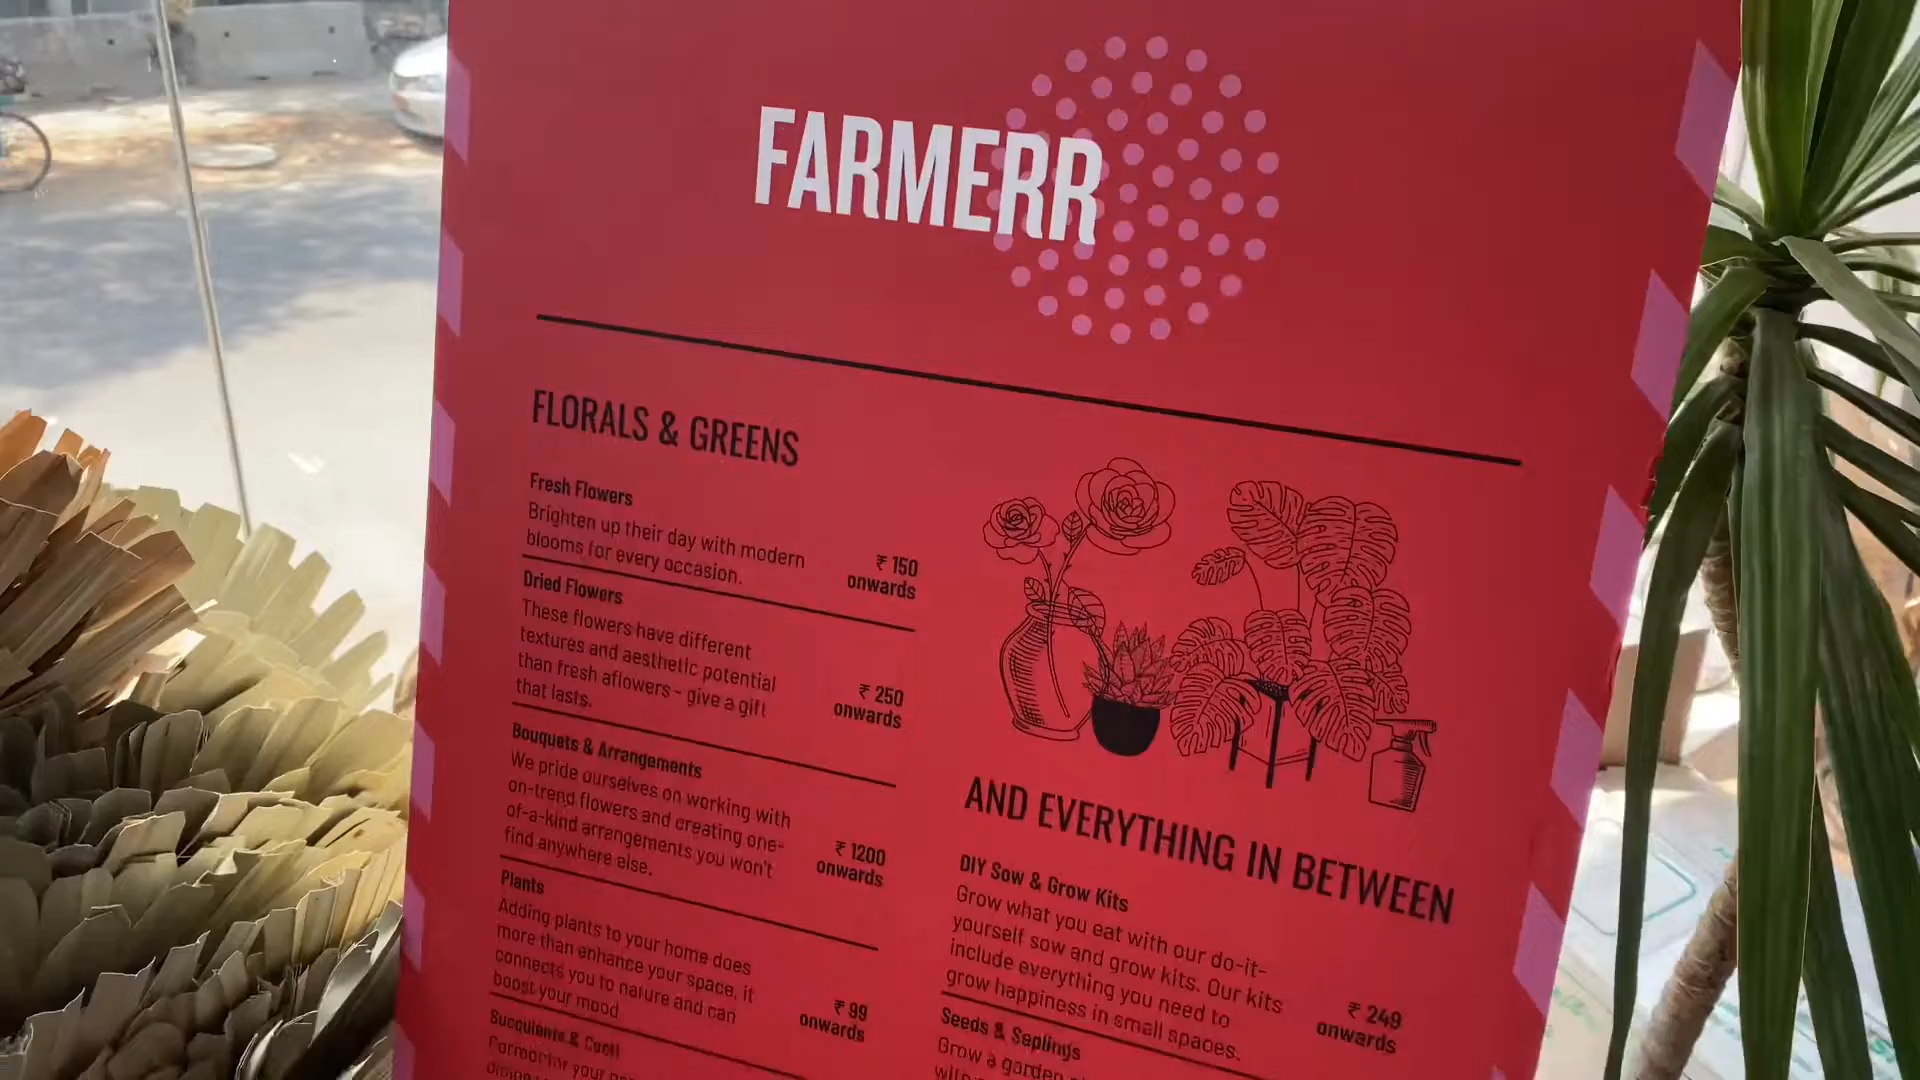 FARMERR
FLORALS & GREENS
Fresh Flowers
Brighten up their day with modern
blooms for every occasion.
₹ 150
onwards
Dried Flowers
These flowers have different
textures and aesthetic potential
than fresh aflowers - give a gift
that lasts.
₹ 250
onwards
Bouquets & Arrangements
We pride ourselves on working with
on-trend flowers and creating one-
of-a-kind arrengements you won't
find anywhere else.
₹ 1200
onwards
Plants
Adding plants to your home does
more than enhance your space, it
connects you to nature and can
boost your mood
₹ 99
onwards
Succulents &
AND EVERYTHING IN BETWEEN
DIY Sow & Grow Kits
Grow what you eat with our do-it-
yourself sow and grow kits. Our kits
include everything you need to
grow happiness in small spaces.
₹ 249
onwards
Seeds & Seplings
Grow a garden